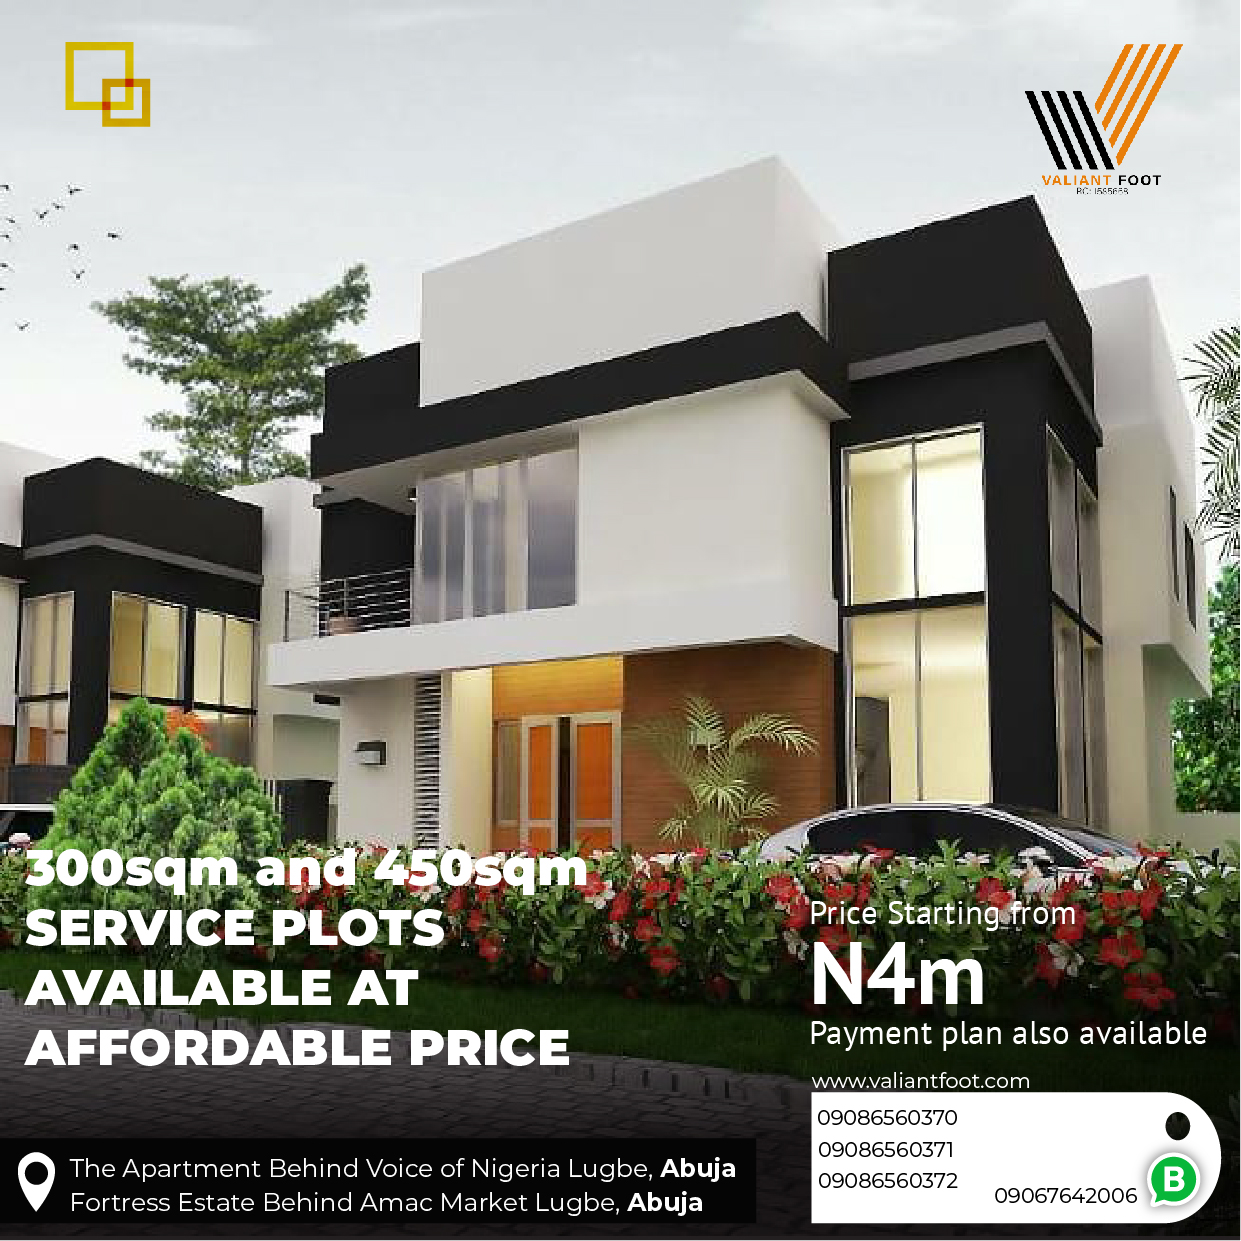 VALIANT FOOT
300sqm and 450sqm
SERVICE PLOTS
AVAILABLE AT
AFFORDABLE PRICE
Price Starting from
N4m
Payment plan also available
www.valiantfoot.com
09086560370
09086560371
09086560372
09067642006
B
The Apartment Behind Voice of Nigeria Lugbe, Abuja
Fortress Estate Behind Amac Market Lugbe, Abuja